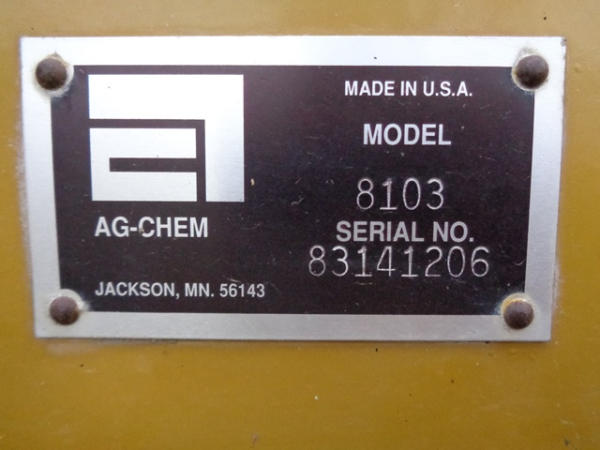 MADE IN U.S.A.
MODEL
8103
SERIAL NO.
83141206
AG-CHEM
JACKSON, MN. 56143